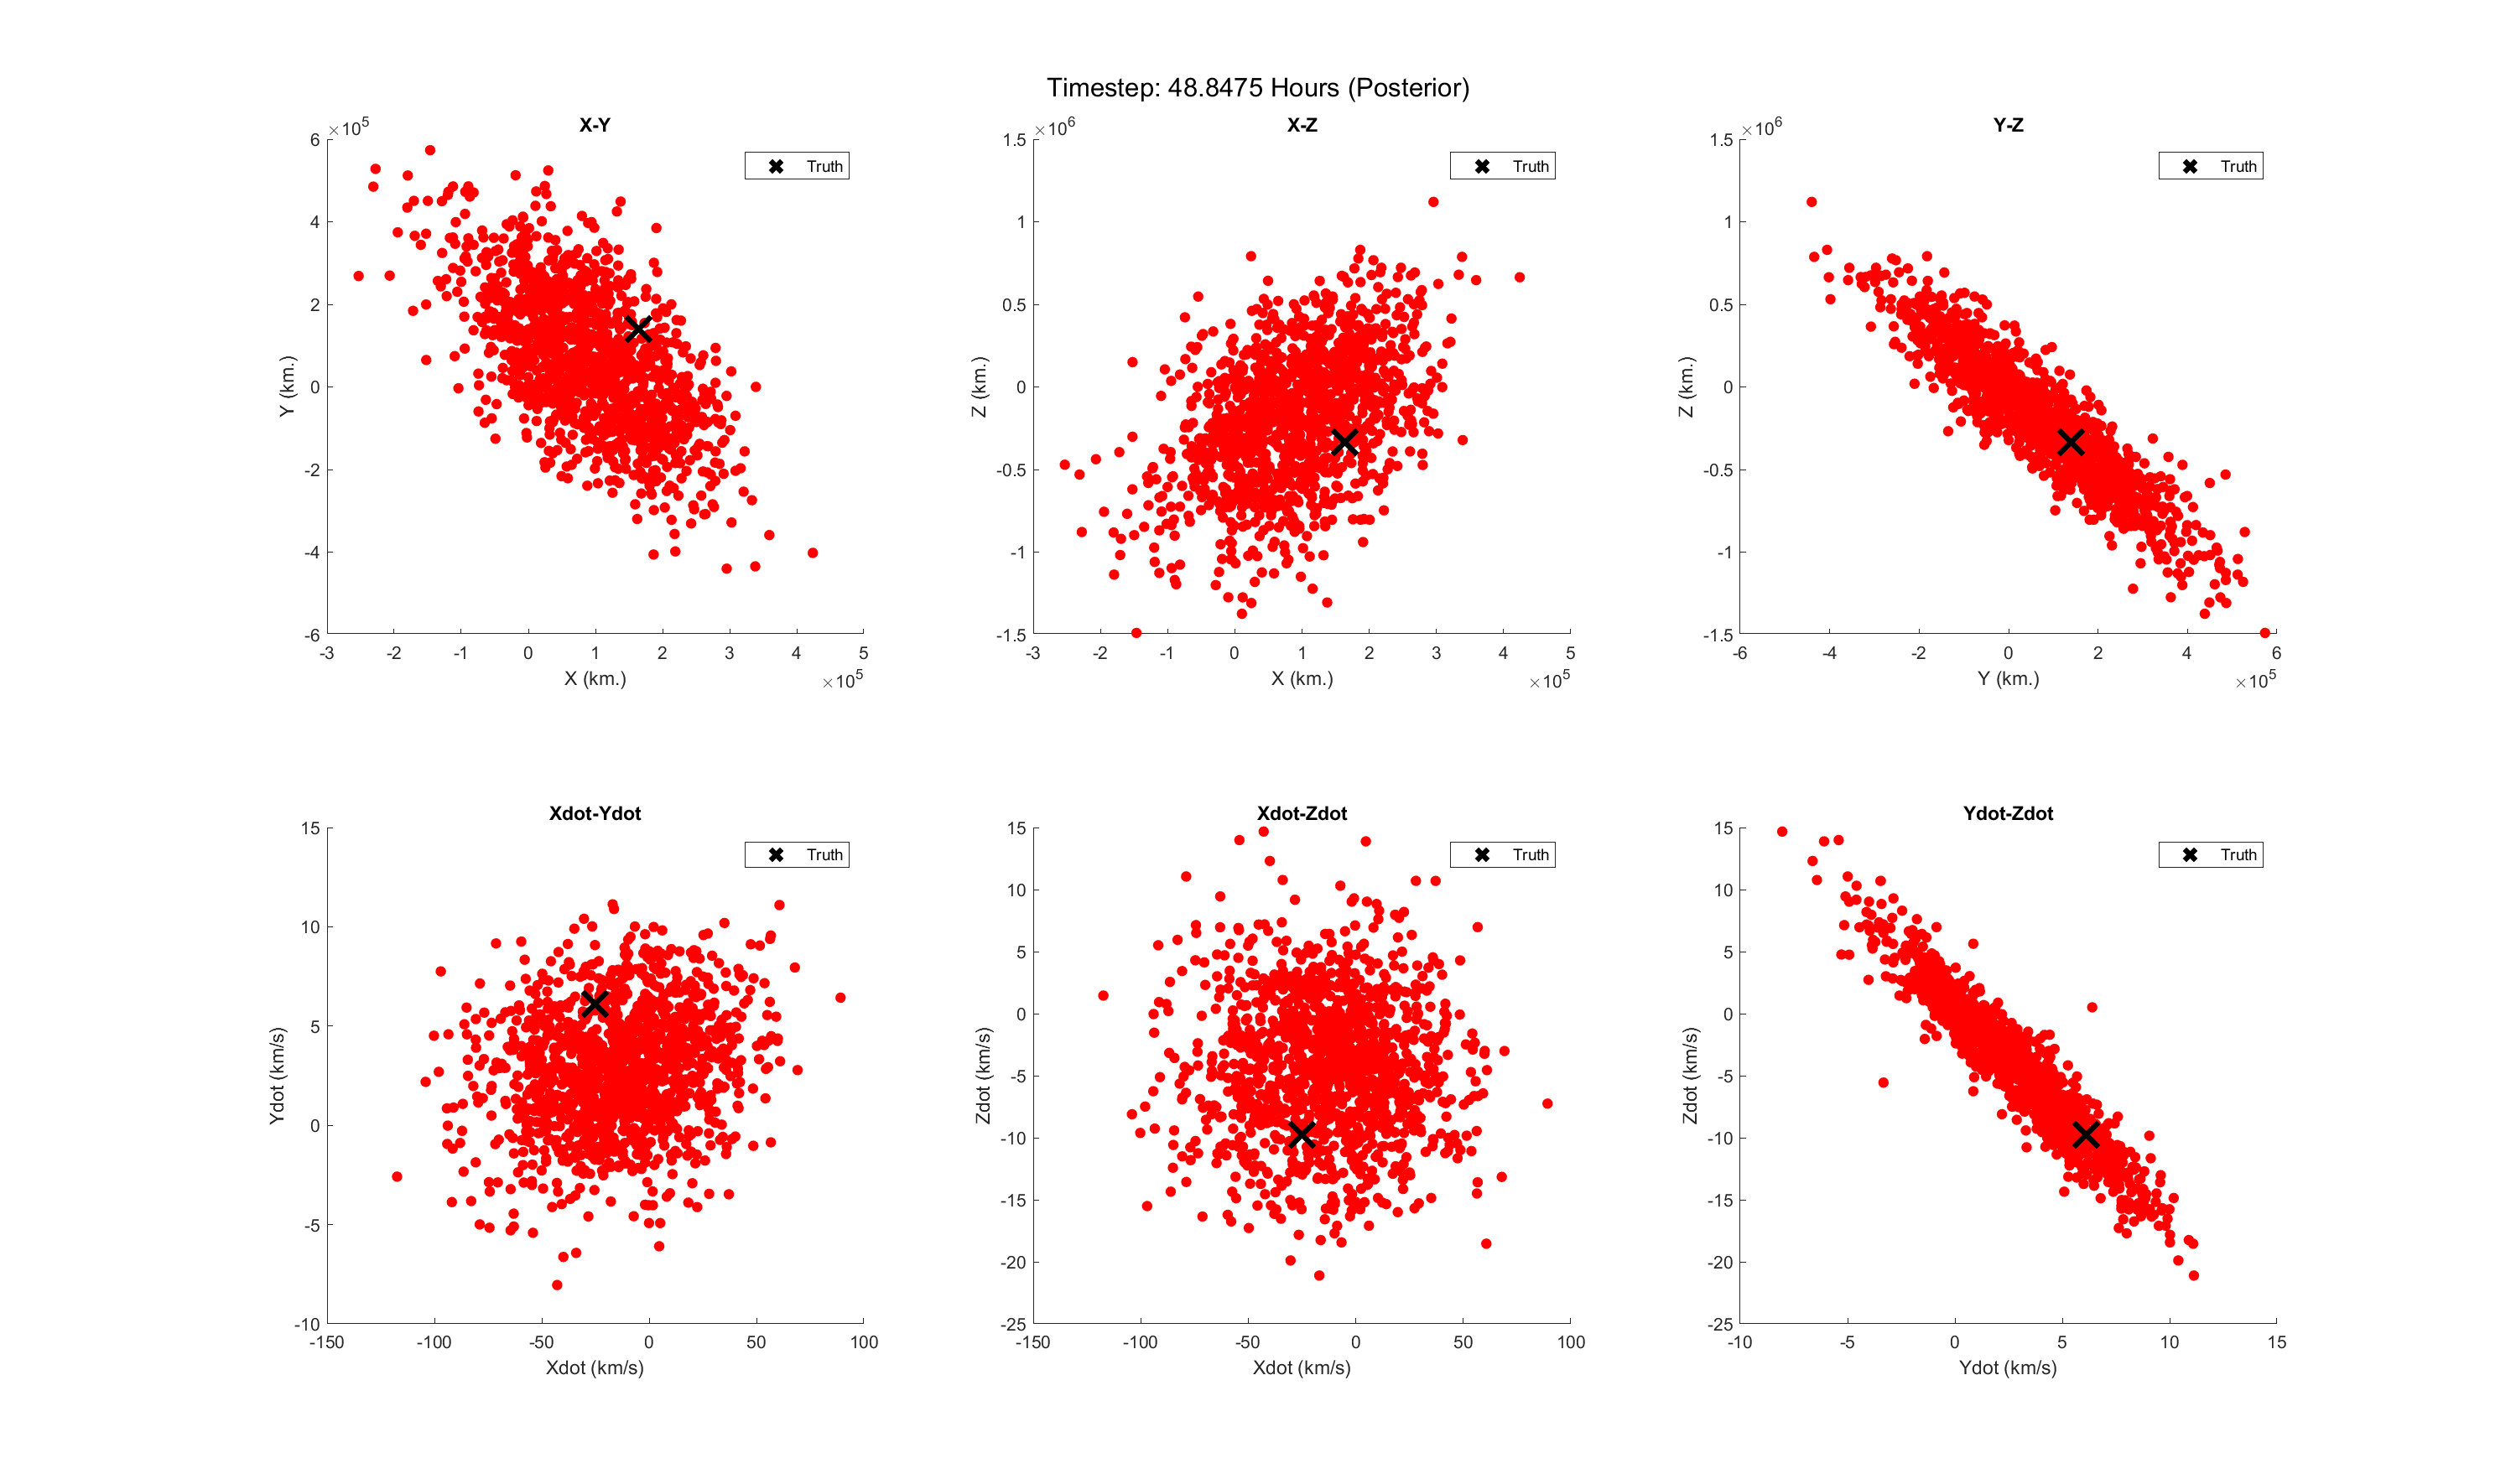 Timestep: 48.8475 Hours (Posterior)
X-Y
×10^5
6
4
2
0
-2
-4
-6
Y (km.)
-3 -2 -1 0 1 2 3 4 5
X (km.)
×10^5
Truth
X-Z
×10^6
1.5
1
0.5
0
-0.5
-1
-1.5
Z (km.)
-3 -2 -1 0 1 2 3 4 5
X (km.)
×10^5
Truth
Y-Z
×10^6
1.5
1
0.5
0
-0.5
-1
-1.5
Z (km.)
-6 -4 -2 0 2 4 6
Y (km.)
×10^5
Truth
Xdot-Ydot
15
10
5
0
-5
-10
Ydot (km/s)
-150 -100 -50 0 50 100
Xdot (km/s)
Truth
Xdot-Zdot
15
10
5
0
-5
-10
-15
-20
-25
Zdot (km/s)
-150 -100 -50 0 50 100
Xdot (km/s)
Truth
Ydot-Zdot
15
10
5
0
-5
-10
-15
-20
-25
Zdot (km/s)
-10 -5 0 5 10 15
Ydot (km/s)
Truth